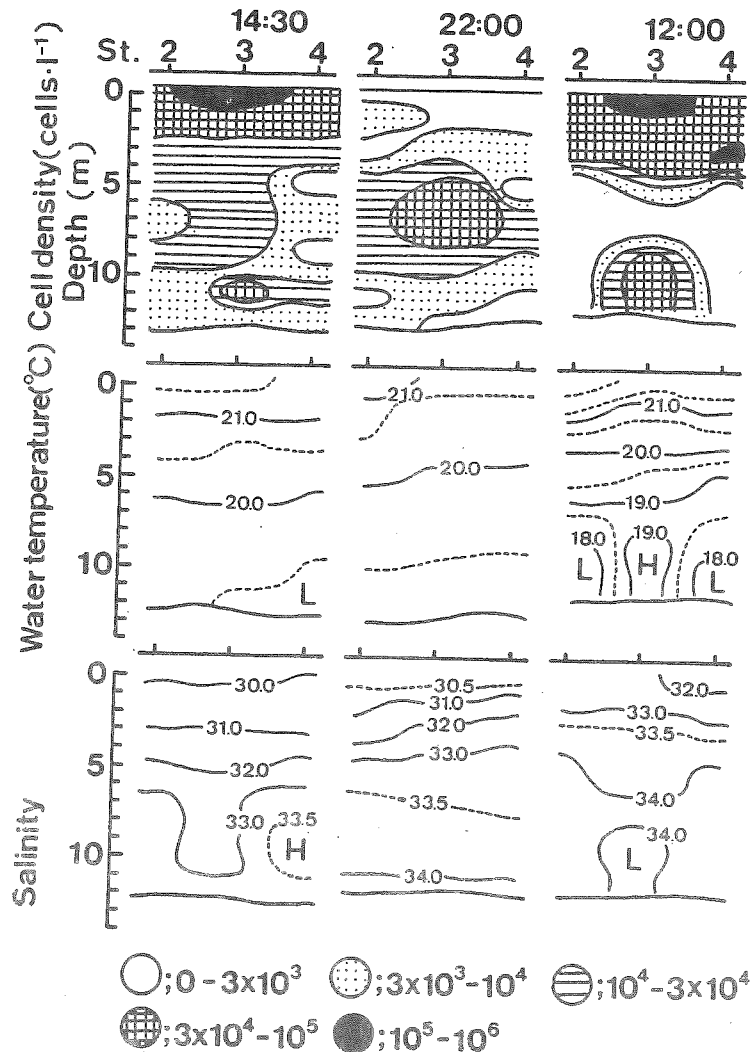 14:30 22:00 12:00
St. 2 3 4 2 3 4 2 3 4
Cell density (cells·l⁻¹)
Depth (m)
0
5
10
Water temperature (°C)
0
5
10
21.0 20.0 L
21.0 20.0
21.0 20.0 19.0 18.0 L 19.0 H 18.0 L
Salinity
0
5
10
30.0 31.0 32.0 33.0 33.5 H
30.5 31.0 32.0 33.0 33.5 34.0
32.0 33.0 33.5 34.0 34.0 L
;0-3x10³ ;3x10³-10⁴ ;10⁴-3x10⁴
;3x10⁴-10⁵ ;10⁵-10⁶